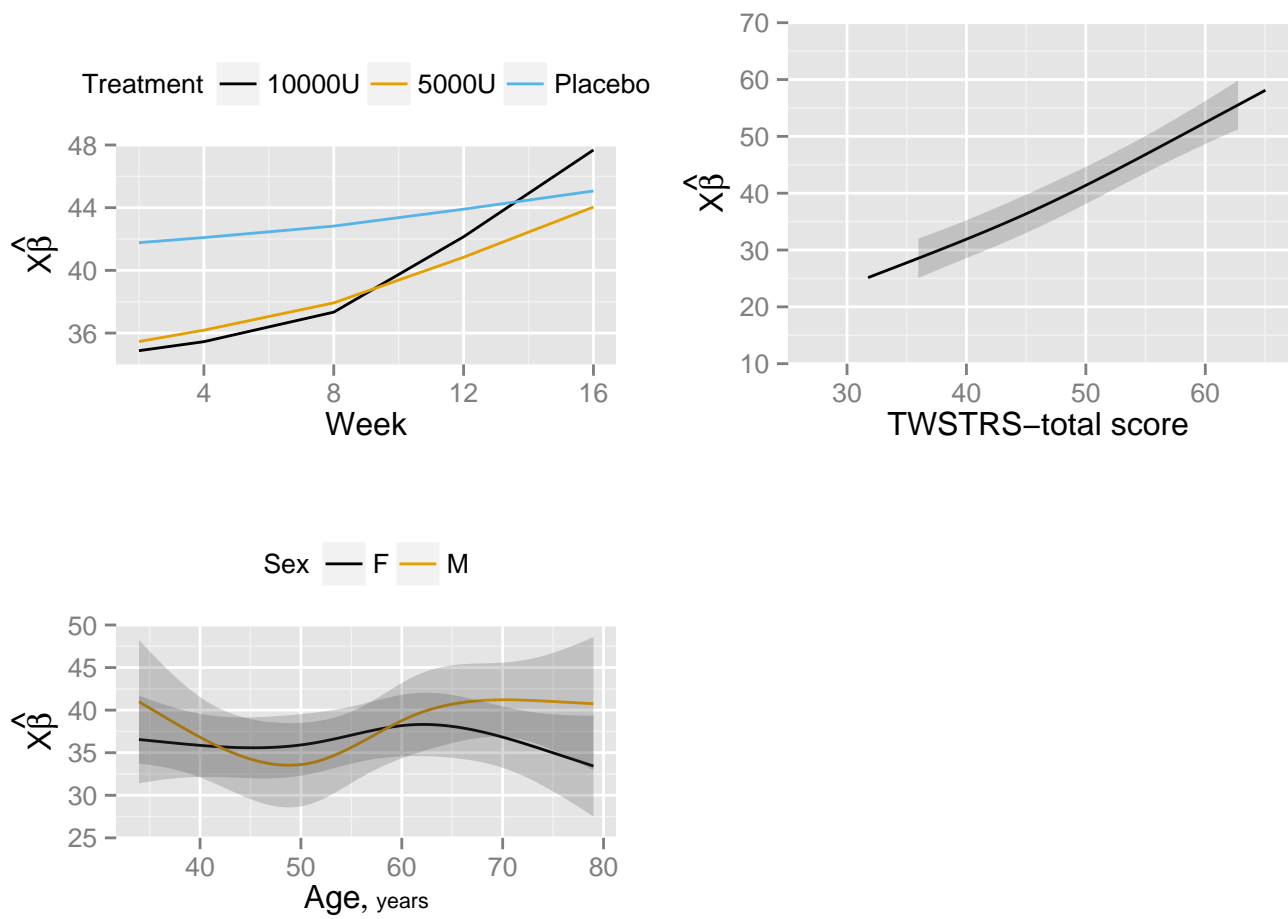 Treatment 10000U 5000U Placebo
48
44
40
36
Xβ̂
4 8 12 16
Week
70
60
50
40
30
20
10
Xβ̂
30 40 50 60
TWSTRS−total score
Sex F M
50
45
40
35
30
25
Xβ̂
40 50 60 70 80
Age, years